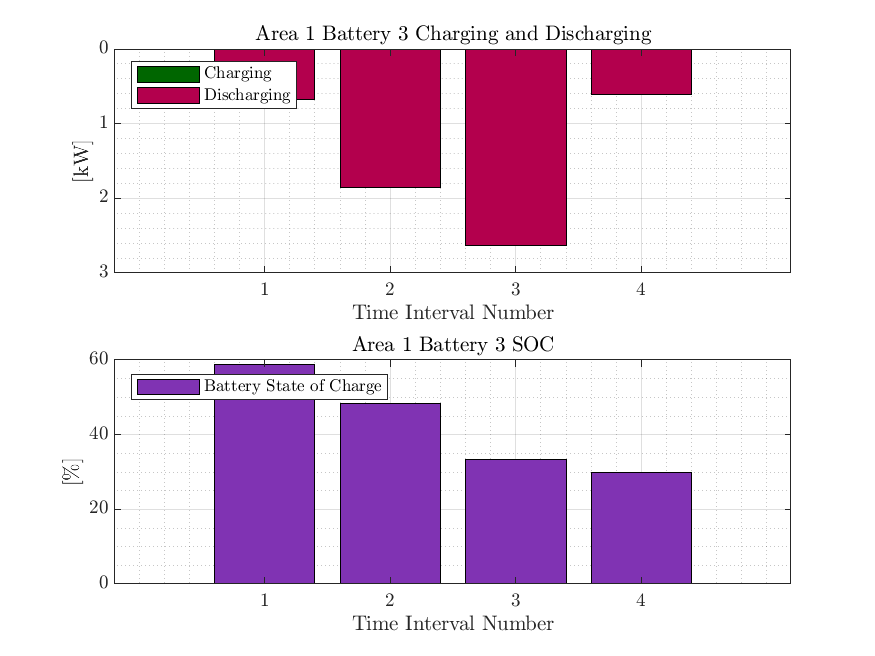 Area 1 Battery 3 Charging and Discharging
0
1
2
3
[kW]
Charging
Discharging
1 2 3 4
Time Interval Number
Area 1 Battery 3 SOC
60
40
20
0
[%]
Battery State of Charge
1 2 3 4
Time Interval Number